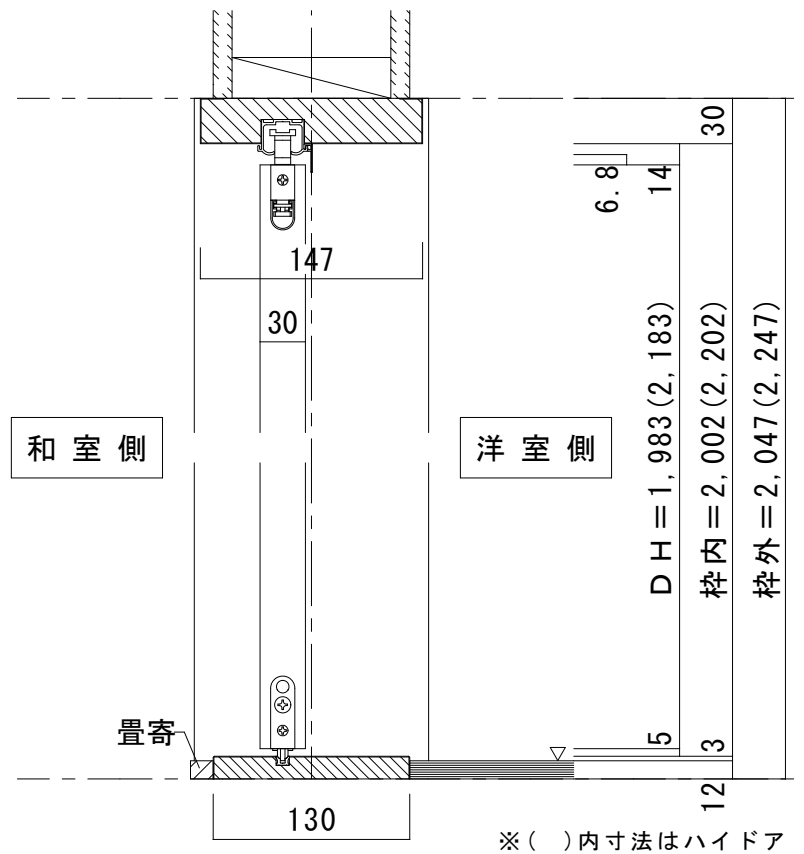 30
6.8
14
147
30
和室側
洋室側
DH=1,983(2,183)
枠内=2,002(2,202)
枠外=2,047(2,247)
畳寄
5
3
12
130
※( )内寸法はハイドア